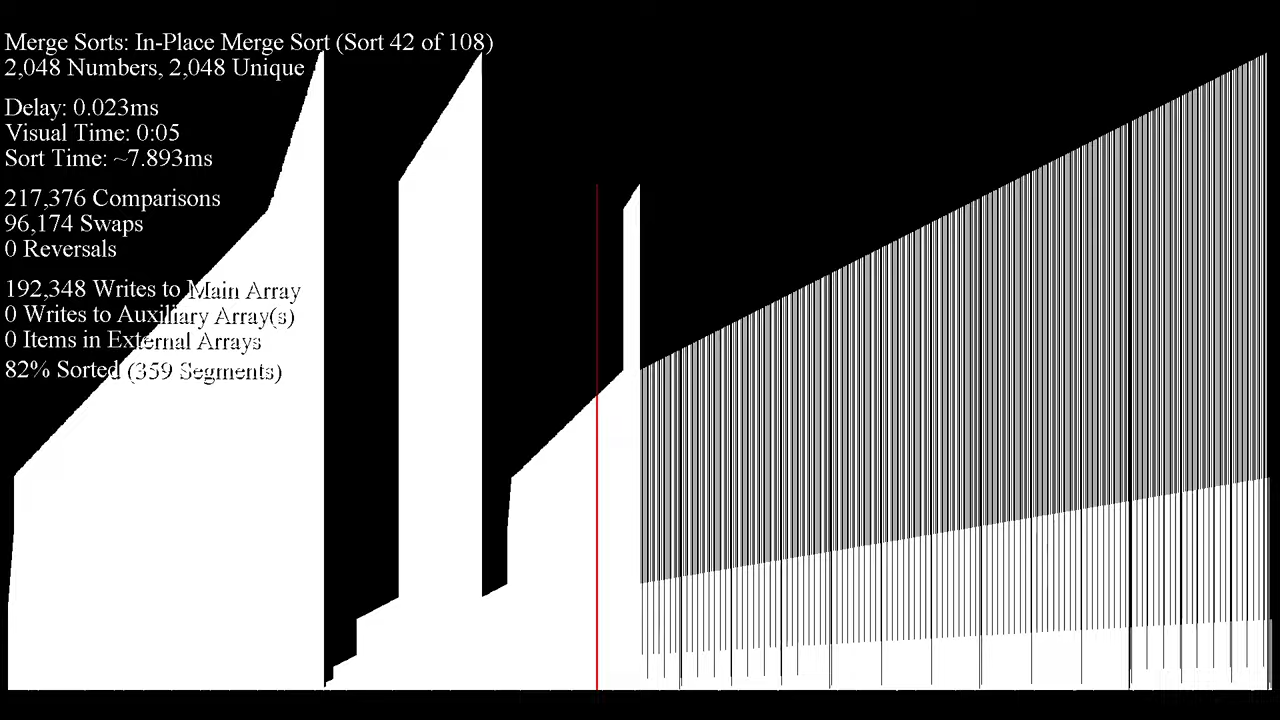 Merge Sorts: In-Place Merge Sort (Sort 42 of 108)
2,048 Numbers, 2,048 Unique
Delay: 0.023ms
Visual Time: 0:05
Sort Time: ~7.893ms
217,376 Comparisons
96,174 Swaps
0 Reversals
192,348 Writes to Main Array
0 Writes to Auxiliary Array(s)
0 Items in External Arrays
82% Sorted (359 Segments)